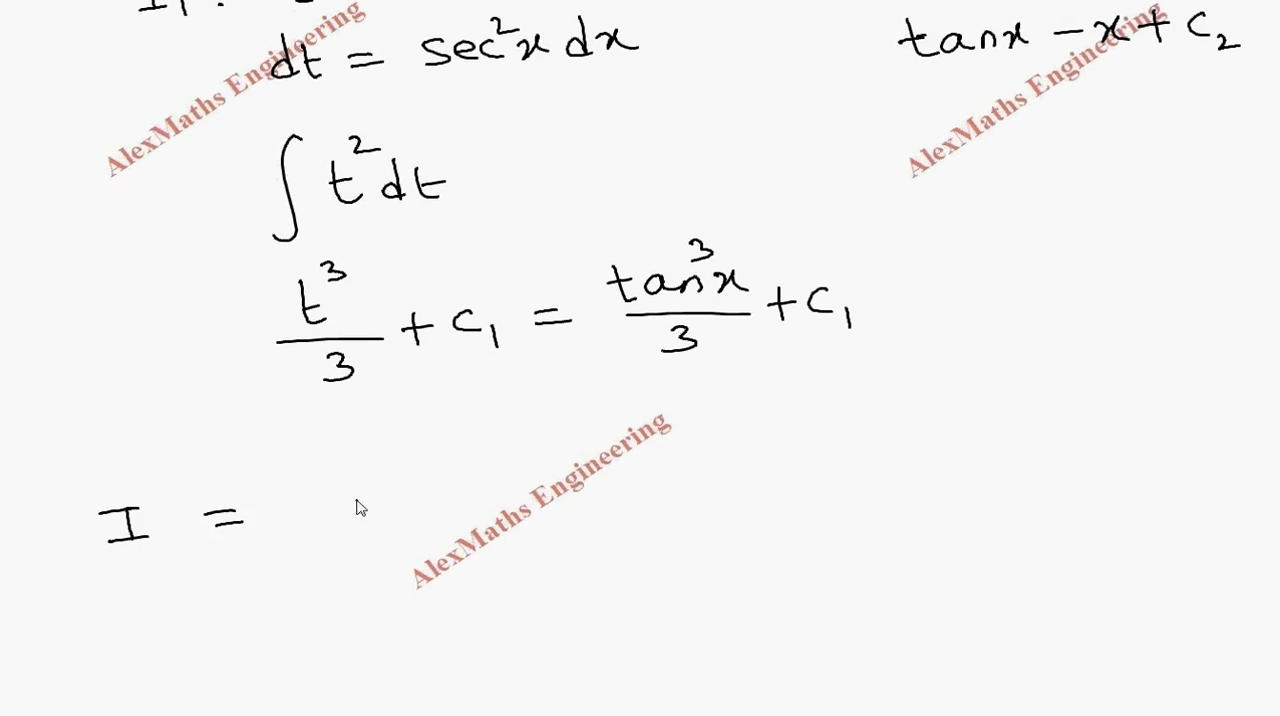 dt = sec²x dx
tanx - x + c₂
∫ t² dt
t³/3 + c₁ = tan³x/3 + c₁
I =
AlexMaths Engineering
AlexMaths Engineering
AlexMaths Engineering